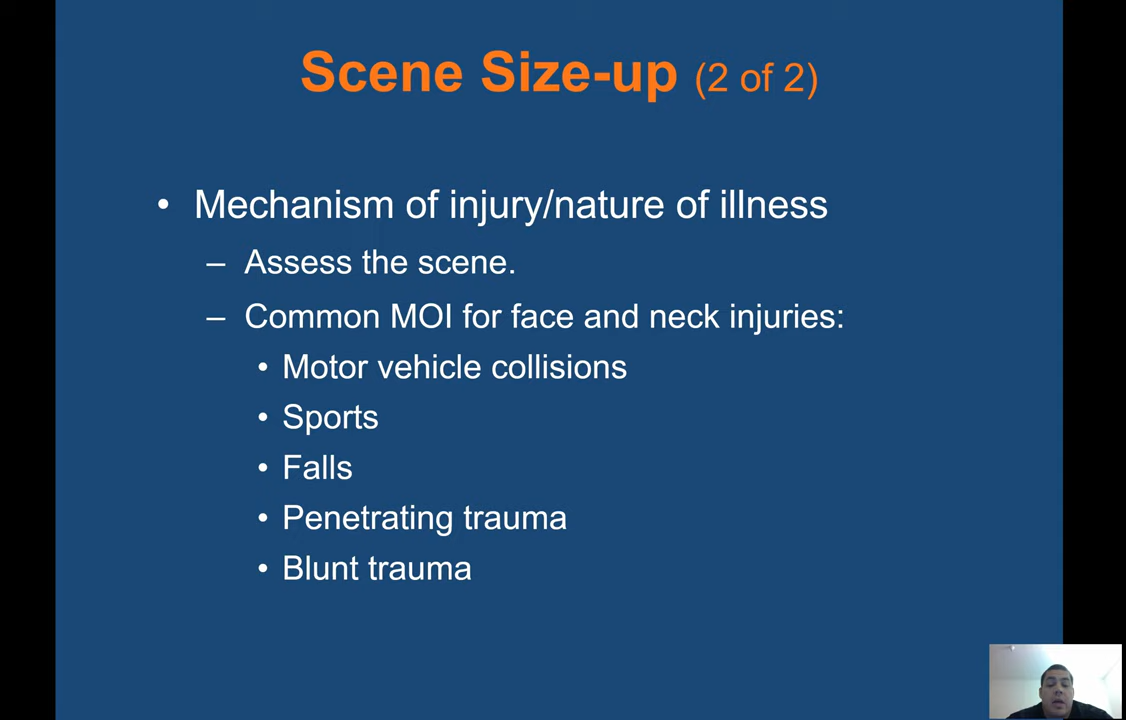 Scene Size-up (2 of 2)
• Mechanism of injury/nature of illness
– Assess the scene.
– Common MOI for face and neck injuries:
• Motor vehicle collisions
• Sports
• Falls
• Penetrating trauma
• Blunt trauma